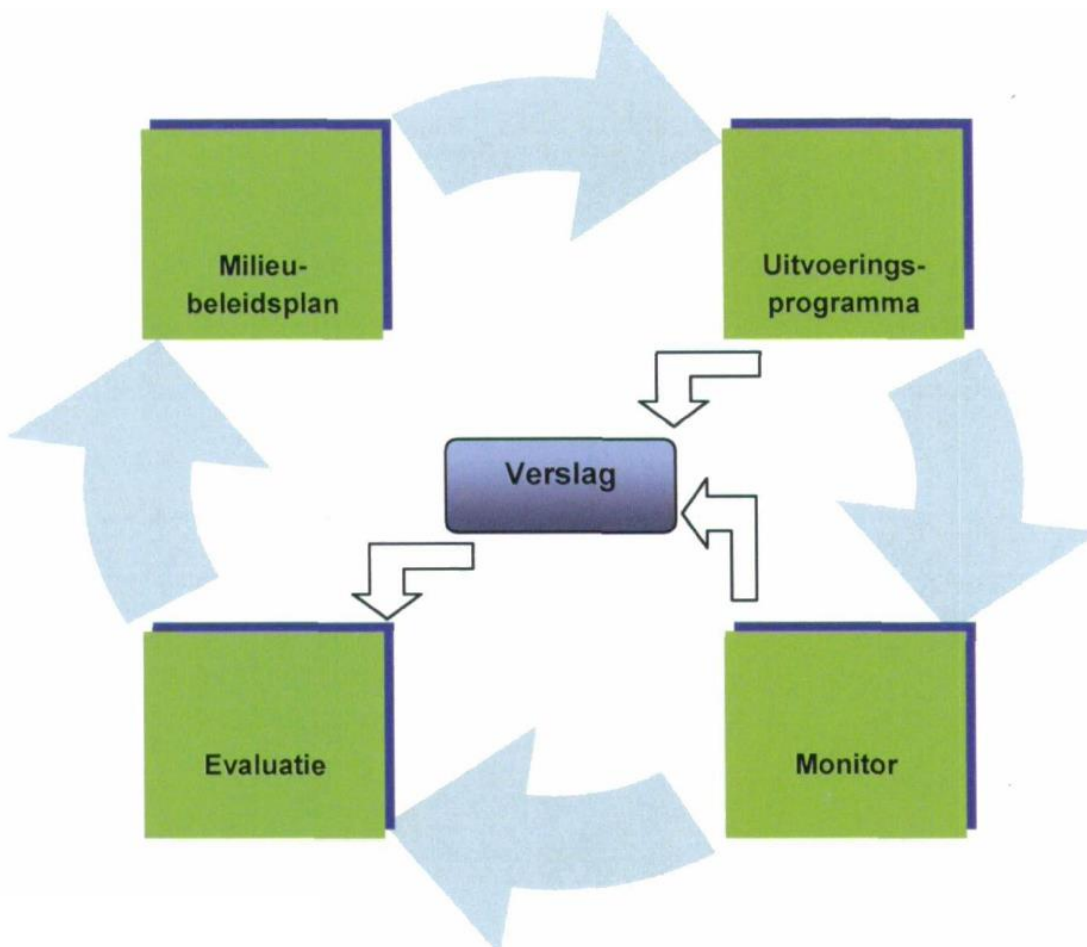 Milieu-
beleidsplan
Uitvoerings-
programma
Verslag
Evaluatie
Monitor